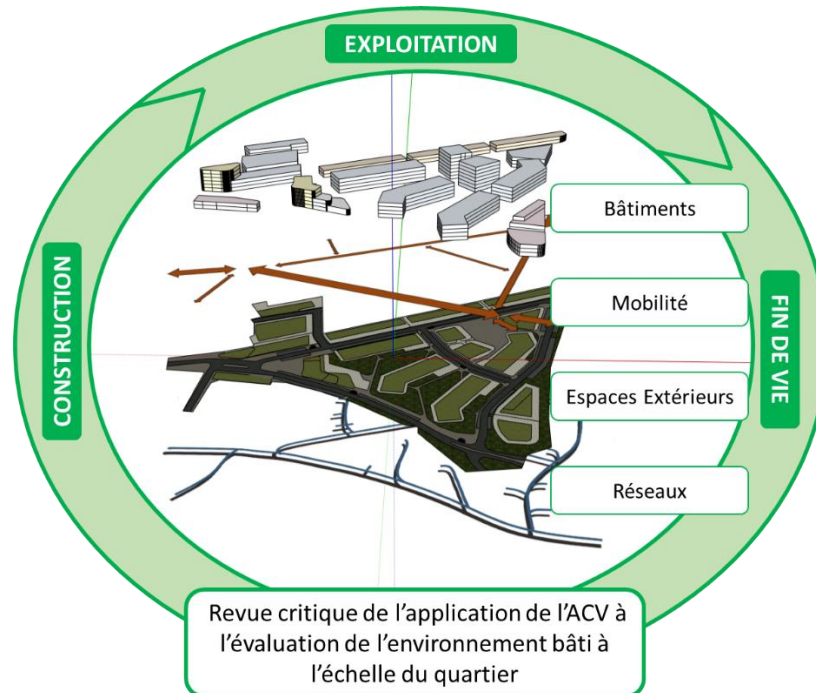 EXPLOITATION
CONSTRUCTION
Bâtiments
Mobilité
Espaces Extérieurs
Réseaux
FIN DE VIE
Revue critique de l’application de l’ACV à
l’évaluation de l’environnement bâti à
l’échelle du quartier